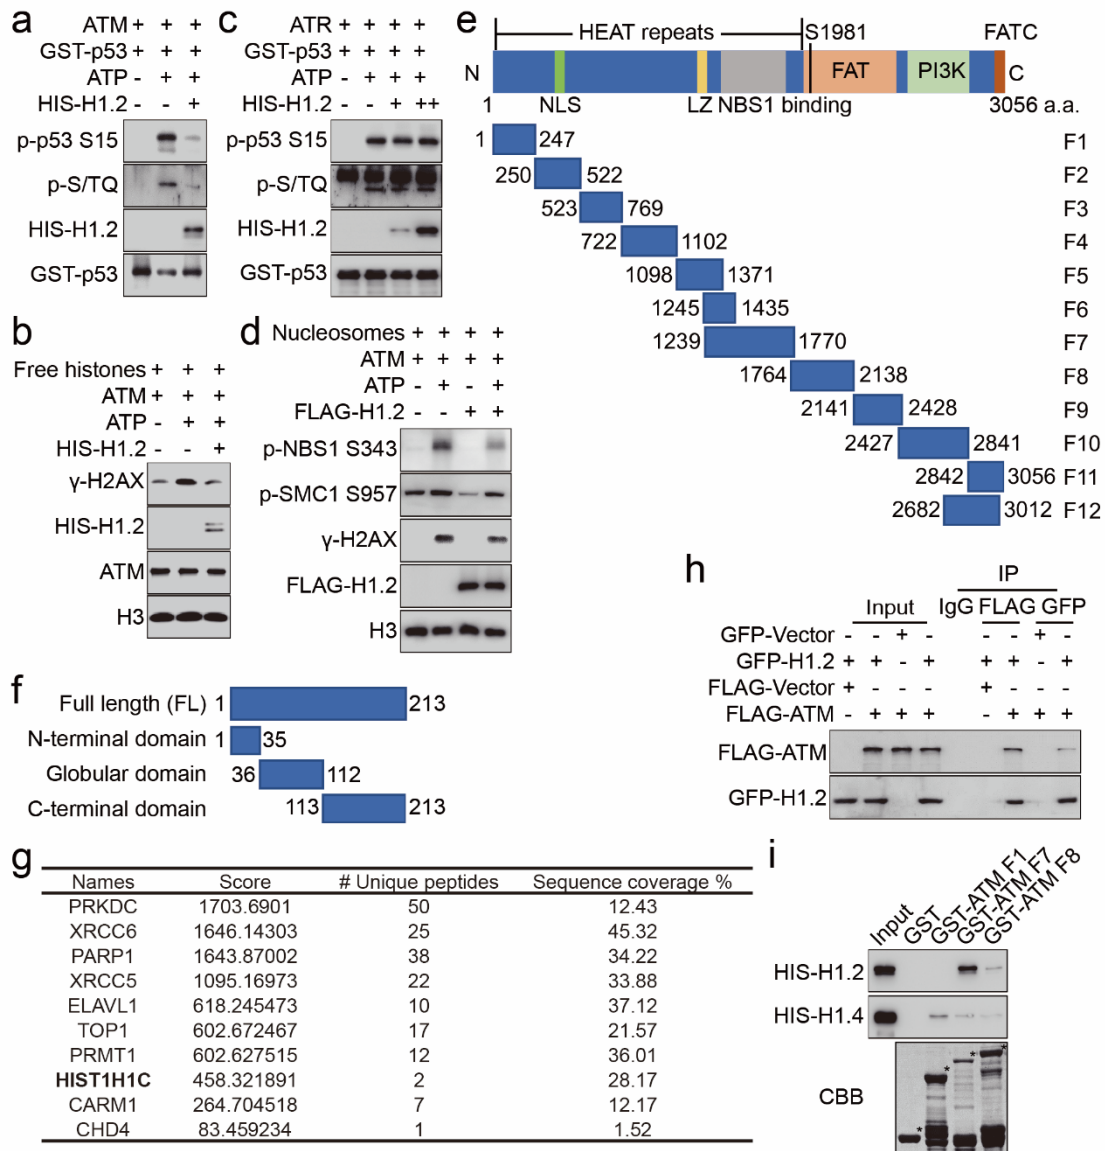 a
ATM + + +
GST-p53 + + +
ATP - + +
HIS-H1.2 - - +
p-p53 S15
p-S/TQ
HIS-H1.2
GST-p53
b
Free histones + + +
ATM + + +
ATP - + +
HIS-H1.2 - - +
γ-H2AX
HIS-H1.2
ATM
H3
c
ATR + + + +
GST-p53 + + + +
ATP - + + +
HIS-H1.2 - - + ++
p-p53 S15
p-S/TQ
HIS-H1.2
GST-p53
d
Nucleosomes + + + +
ATM + + + +
ATP - + - +
FLAG-H1.2 - - + +
p-NBS1 S343
p-SMC1 S957
γ-H2AX
FLAG-H1.2
H3
e
HEAT repeats S1981 FATC
N FAT PI3K C
1 NLS LZ NBS1 binding 3056 a.a.
1 247 F1
250 522 F2
523 769 F3
722 1102 F4
1098 1371 F5
1245 1435 F6
1239 1770 F7
1764 2138 F8
2141 2428 F9
2427 2841 F10
2842 3056 F11
2682 3012 F12
f
Full length (FL) 1 213
N-terminal domain 1 35
Globular domain 36 112
C-terminal domain 113 213
g
Names Score # Unique peptides Sequence coverage %
PRKDC 1703.6901 50 12.43
XRCC6 1646.14303 25 45.32
PARP1 1643.87002 38 34.22
XRCC5 1095.16973 22 33.88
ELAVL1 618.245473 10 37.12
TOP1 602.672467 17 21.57
PRMT1 602.627515 12 36.01
HIST1H1C 458.321891 2 28.17
CARM1 264.704518 7 12.17
CHD4 83.459234 1 1.52
h
IP
Input IgG FLAG GFP
GFP-Vector - - + - - - + -
GFP-H1.2 + + - + + + - +
FLAG-Vector + - - - + - - -
FLAG-ATM - + + + - + + +
FLAG-ATM
GFP-H1.2
i
Input GST GST-ATM F1 GST-ATM F7 GST-ATM F8
HIS-H1.2
HIS-H1.4
CBB * * * *